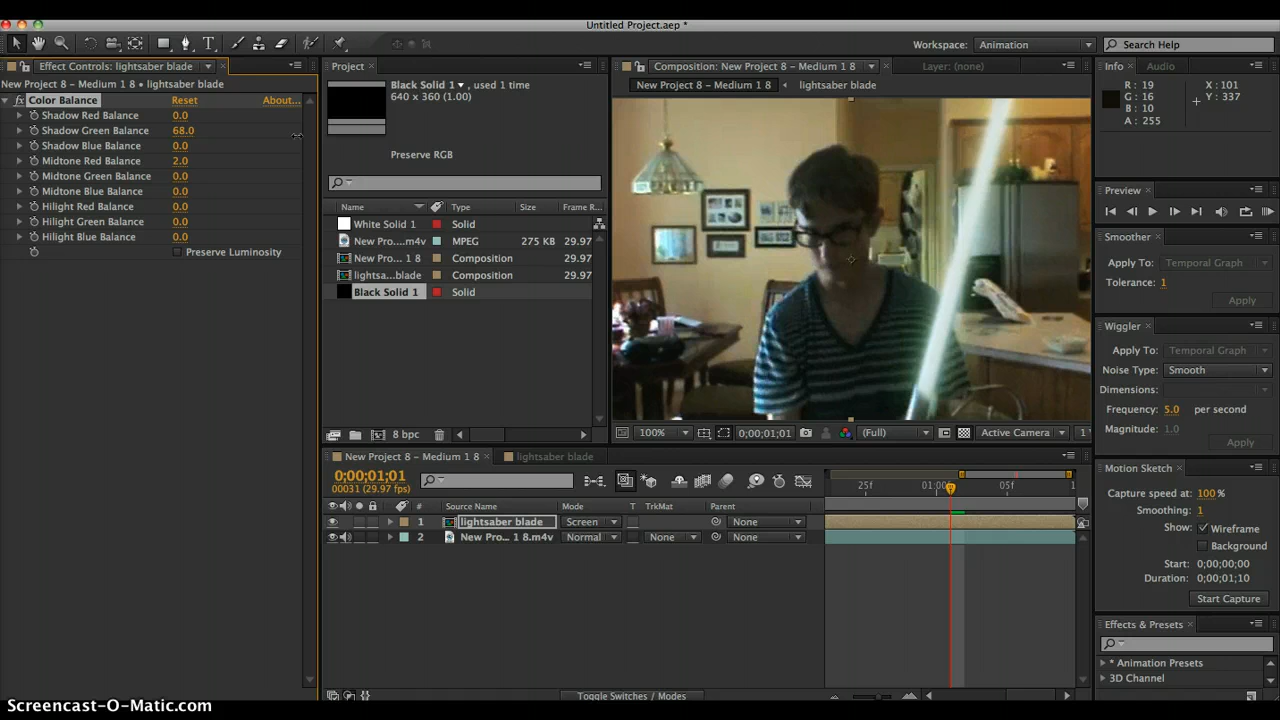 Untitled Project.aep *
Workspace: Animation
Search Help
Effect Controls: lightsaber blade
New Project 8 - Medium 1 8 • lightsaber blade
fx Color Balance Reset About...
Shadow Red Balance 0.0
Shadow Green Balance 68.0
Shadow Blue Balance 0.0
Midtone Red Balance 2.0
Midtone Green Balance 0.0
Midtone Blue Balance 0.0
Hilight Red Balance 0.0
Hilight Green Balance 0.0
Hilight Blue Balance 0.0
Preserve Luminosity
Project
Black Solid 1 , used 1 time
640 x 360 (1.00)
Preserve RGB
Name Type Size Frame R...
White Solid 1 Solid
New Pro....m4v MPEG 275 KB 29.97
New Pro... 1 8 Composition 29.97
lightsa...blade Composition 29.97
Black Solid 1 Solid
8 bpc
Composition: New Project 8 - Medium 1 8
Layer: (none)
New Project 8 - Medium 1 8 lightsaber blade
100% 0;00;01;01 (Full) Active Camera 1
Info Audio
R : 19
G : 16
B : 10
A : 255
X : 101
Y : 337
Preview
Smoother
Apply To: Temporal Graph
Tolerance: 1
Apply
Wiggler
Apply To: Temporal Graph
Noise Type: Smooth
Dimensions:
Frequency: 5.0 per second
Magnitude: 1.0
Apply
Motion Sketch
Capture speed at: 100 %
Smoothing: 1
Show: Wireframe
Background
Start: 0;00;00;00
Duration: 0;00;01;10
Start Capture
Effects & Presets
* Animation Presets
3D Channel
New Project 8 - Medium 1 8 lightsaber blade
0;00;01;01
00031 (29.97 fps)
25f 01:00 05f 1
# Source Name Mode T TrkMat Parent
1 lightsaber blade Screen None
2 New Pro... 1 8.m4v Normal None None
Toggle Switches / Modes
Screencast-O-Matic.com